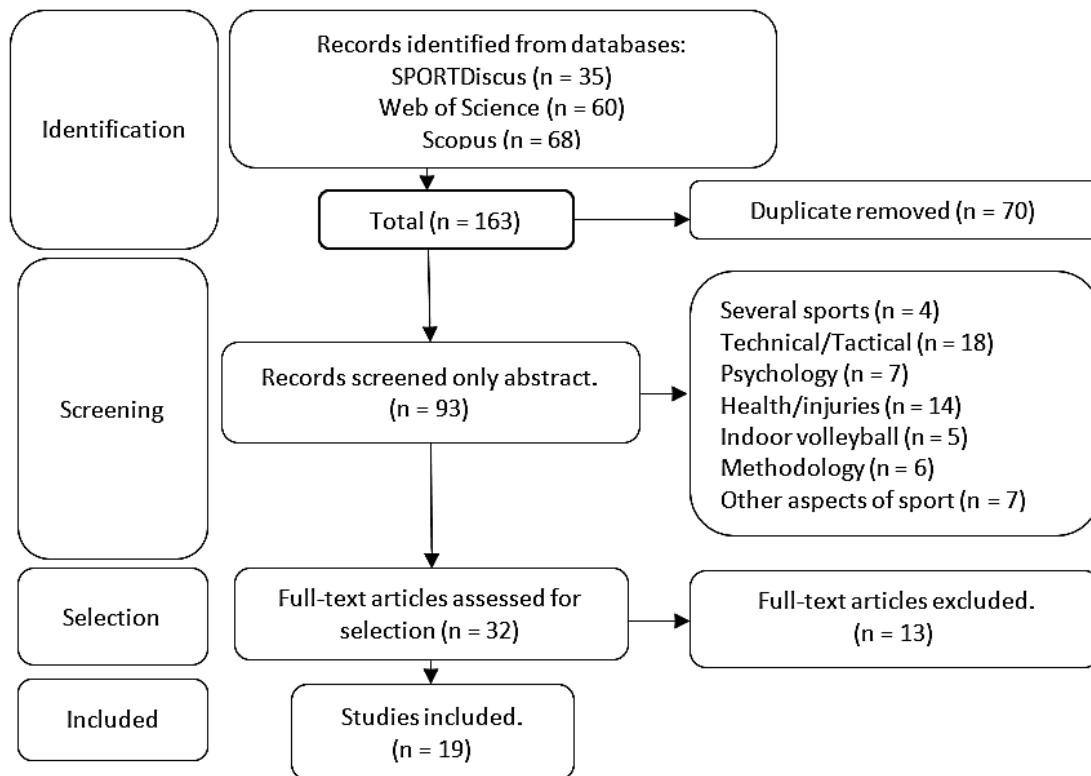 Identification
Records identified from databases:
SPORTDiscus (n = 35)
Web of Science (n = 60)
Scopus (n = 68)
Total (n = 163)
Duplicate removed (n = 70)
Screening
Records screened only abstract.
(n = 93)
Several sports (n = 4)
Technical/Tactical (n = 18)
Psychology (n = 7)
Health/injuries (n = 14)
Indoor volleyball (n = 5)
Methodology (n = 6)
Other aspects of sport (n = 7)
Selection
Full-text articles assessed for
selection (n = 32)
Full-text articles excluded.
(n = 13)
Included
Studies included.
(n = 19)